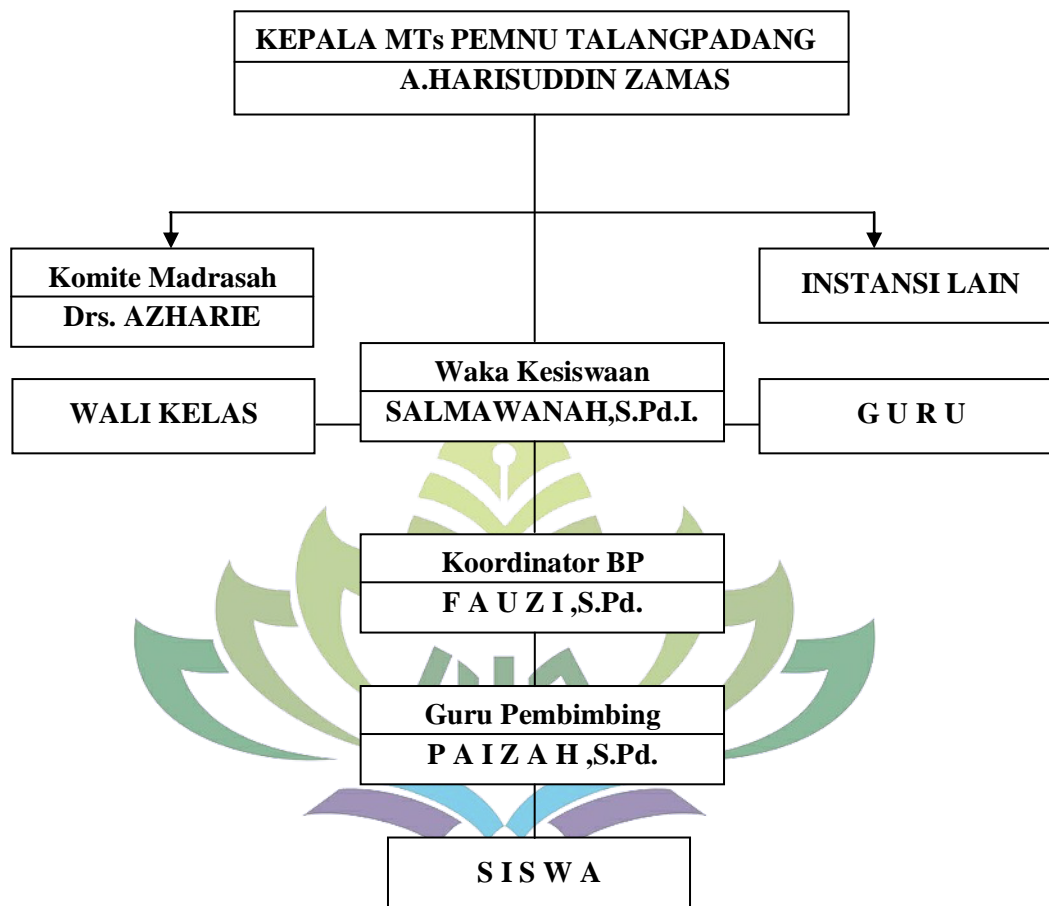 KEPALA MTs PEMNU TALANGPADANG
A.HARISUDDIN ZAMAS
Komite Madrasah
Drs. AZHARIE
INSTANSI LAIN
WALI KELAS
Waka Kesiswaan
SALMAWANAH,S.Pd.I.
G U R U
Koordinator BP
F A U Z I ,S.Pd.
Guru Pembimbing
P A I Z A H ,S.Pd.
S I S W A